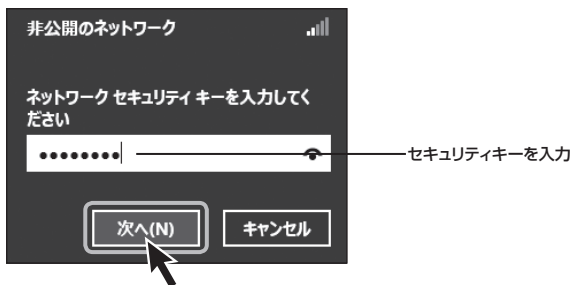 非公開のネットワーク
ネットワーク セキュリティ キーを入力してく
ださい
••••••••
セキュリティキーを入力
次へ(N)
キャンセル